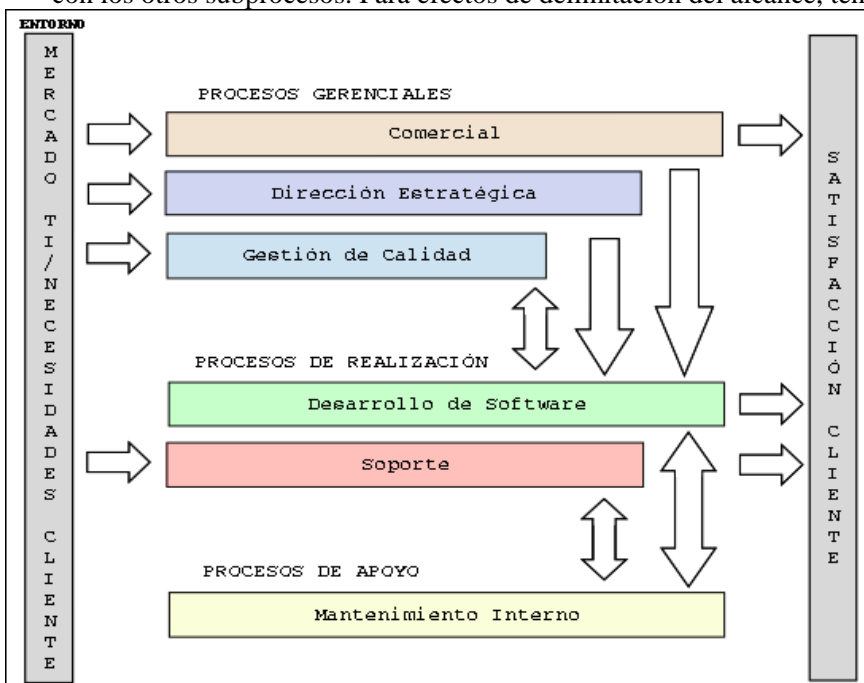 con los otros subprocesos. Para efectos de delimitación del alcance, ten
ENTORNO
MERCADO TI/NECESIDADES CLIENTE
PROCESOS GERENCIALES
Comercial
Dirección Estratégica
Gestión de Calidad
PROCESOS DE REALIZACIÓN
Desarrollo de Software
Soporte
PROCESOS DE APOYO
Mantenimiento Interno
SATISFACCIÓN CLIENTE